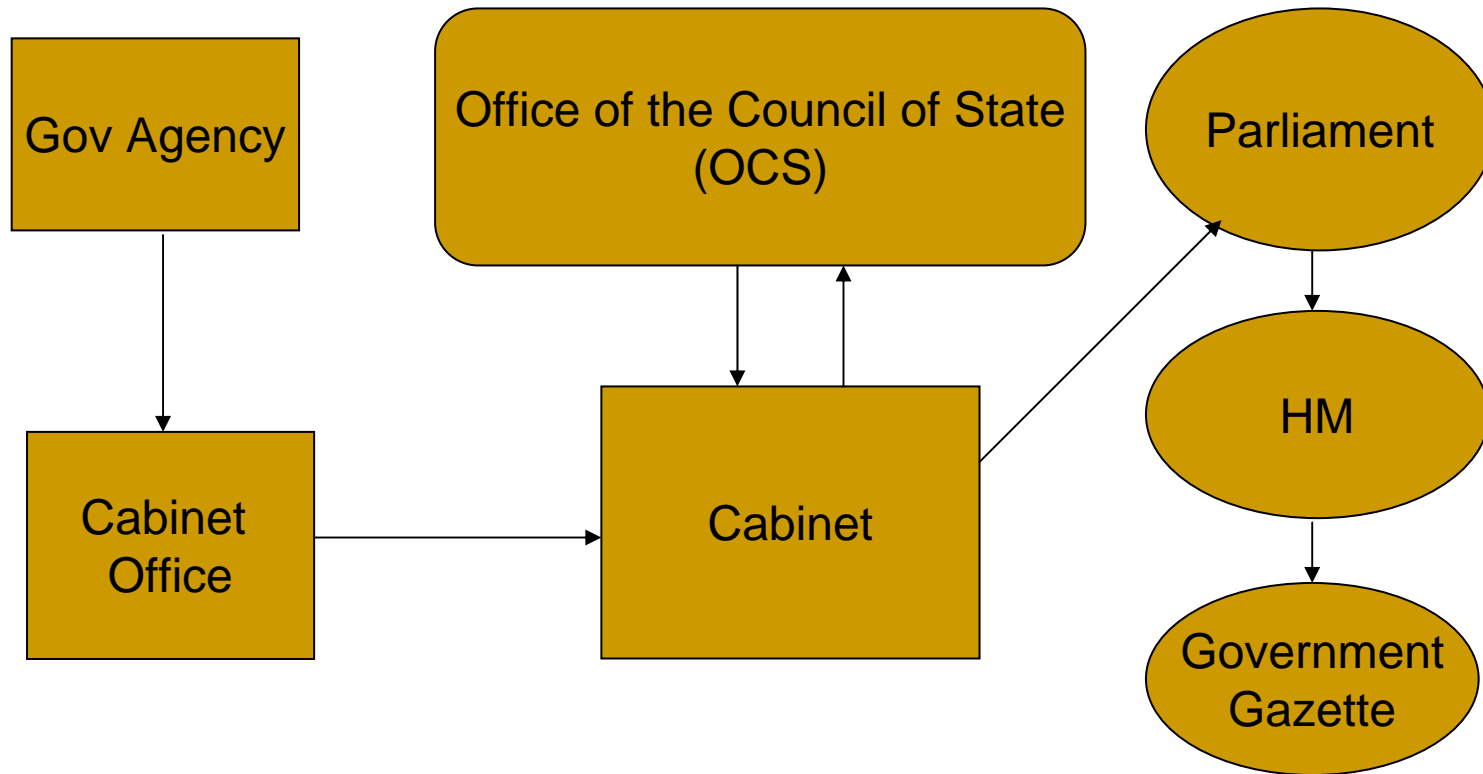 Gov Agency
Office of the Council of State
(OCS)
Parliament
HM
Cabinet
Office
Cabinet
Government
Gazette